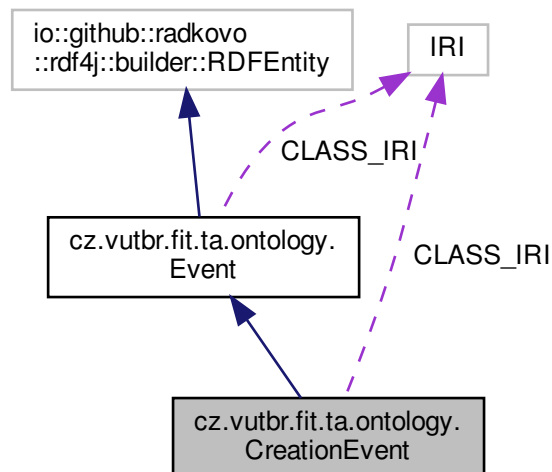 io::github::radkovo
::rdf4j::builder::RDFEntity
IRI
CLASS_IRI
cz.vutbr.fit.ta.ontology.
Event
CLASS_IRI
cz.vutbr.fit.ta.ontology.
CreationEvent